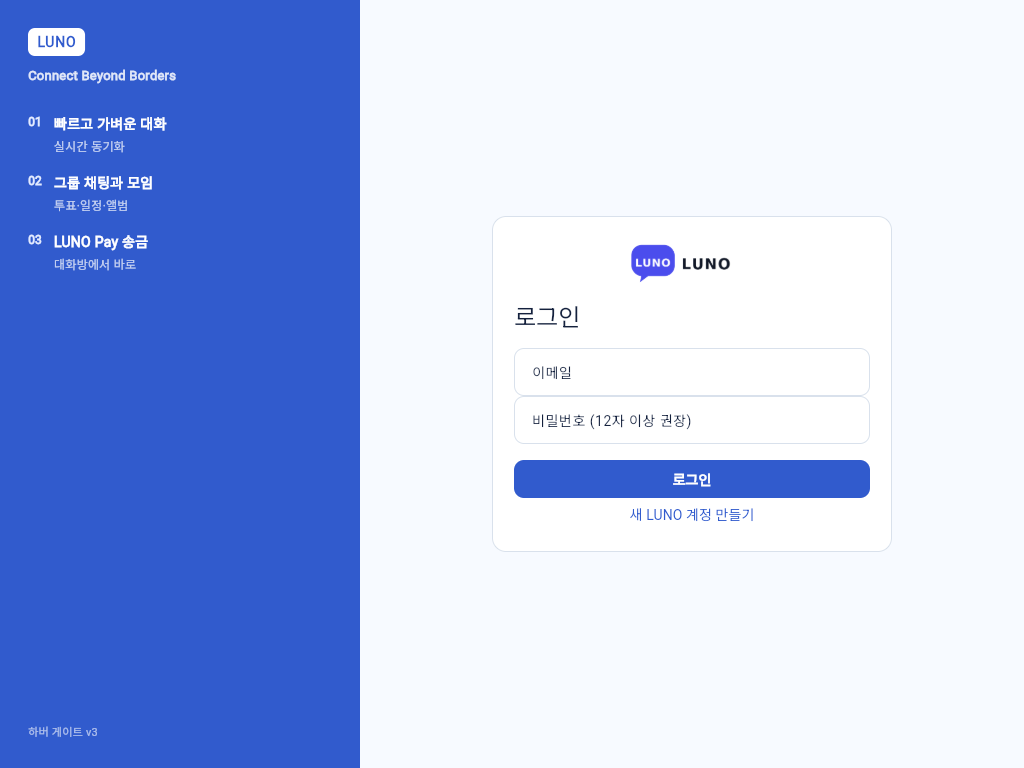 LUNO
Connect Beyond Borders
01 빠르고 가벼운 대화
실시간 동기화
02 그룹 채팅과 모임
투표·일정·앨범
03 LUNO Pay 송금
대화방에서 바로
하버 게이트 v3
LUNO LUNO
로그인
이메일
비밀번호 (12자 이상 권장)
로그인
새 LUNO 계정 만들기